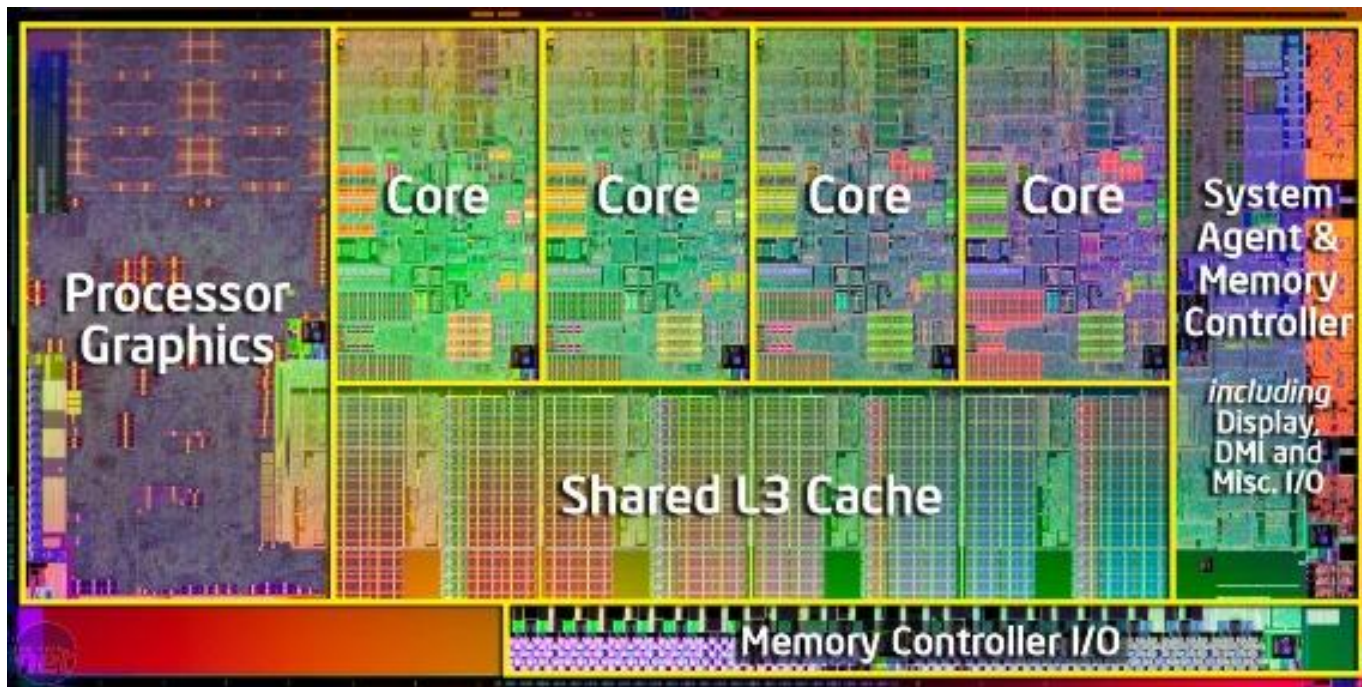 Processor
Graphics
Core
Core
Core
Core
System
Agent &
Memory
Controller
including
Display,
DMI and
Misc. I/O
Shared L3 Cache
Memory Controller I/O